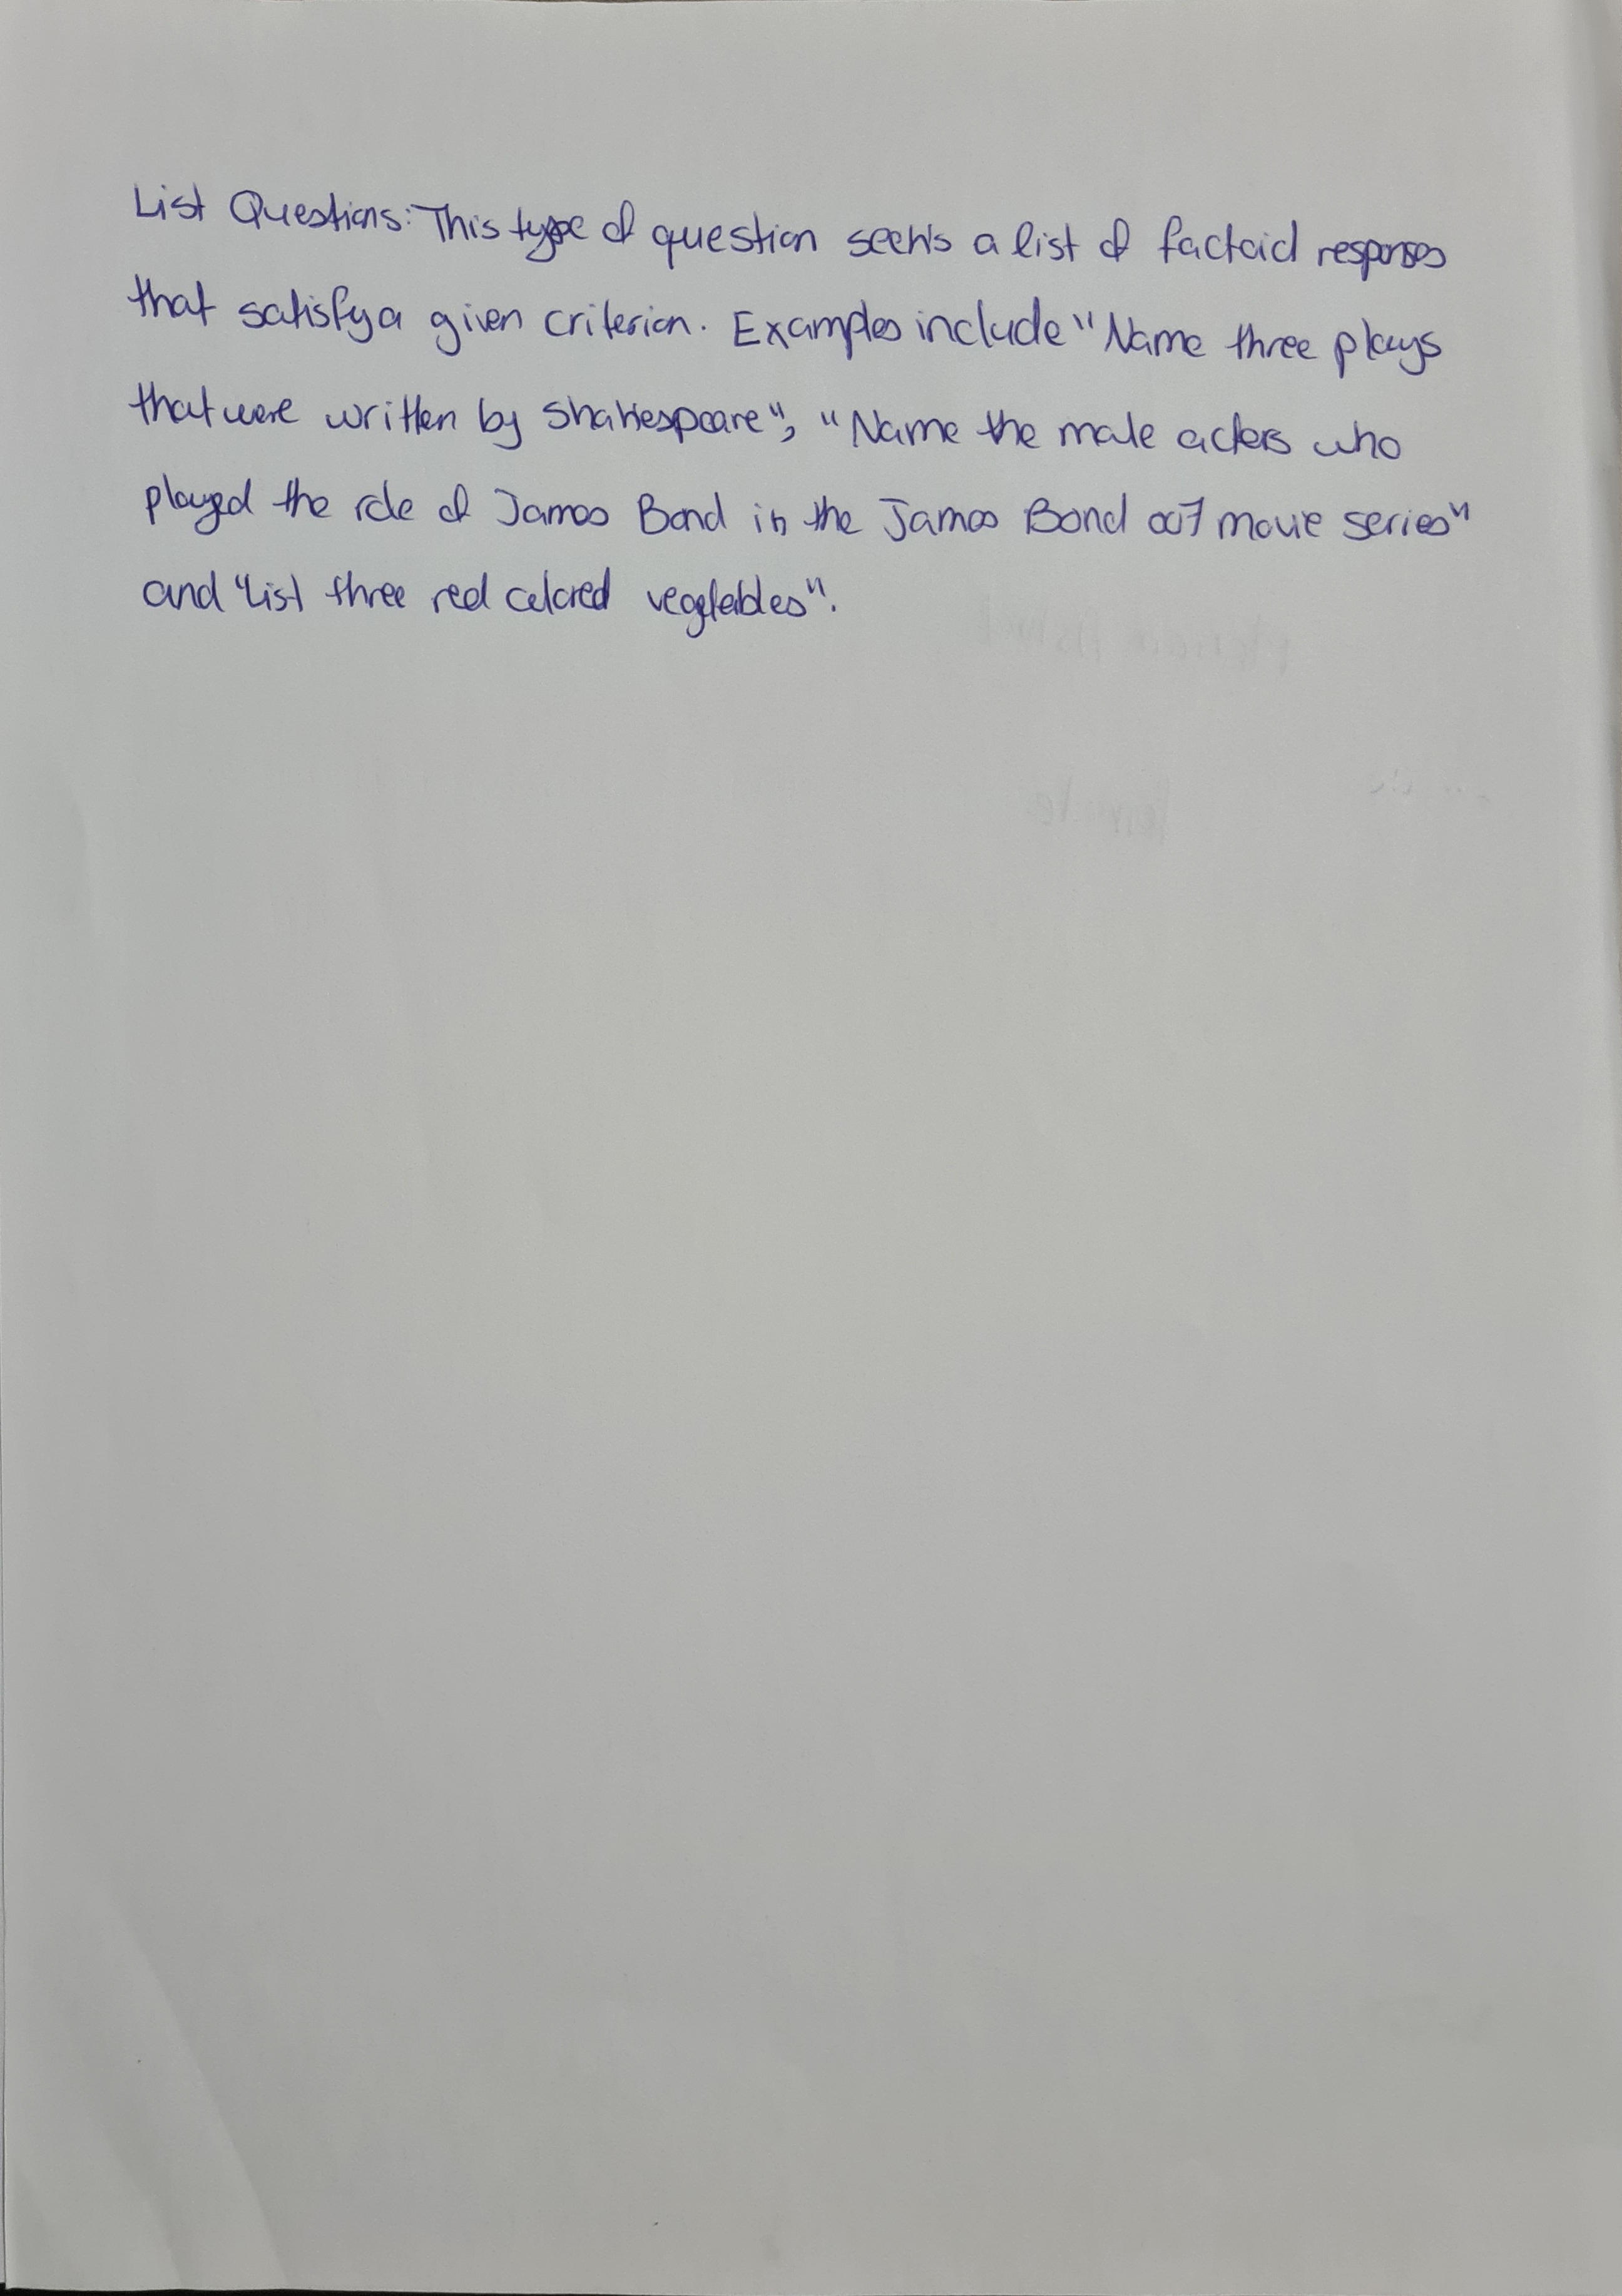 List Questions: This type of question seeks a list of factoid responses
that satisfy a given criterion. Examples include "Name three plays
that were written by Shakespeare", "Name the male actors who
played the role of James Bond in the James Bond 007 movie series"
and "List three red colored vegetables".